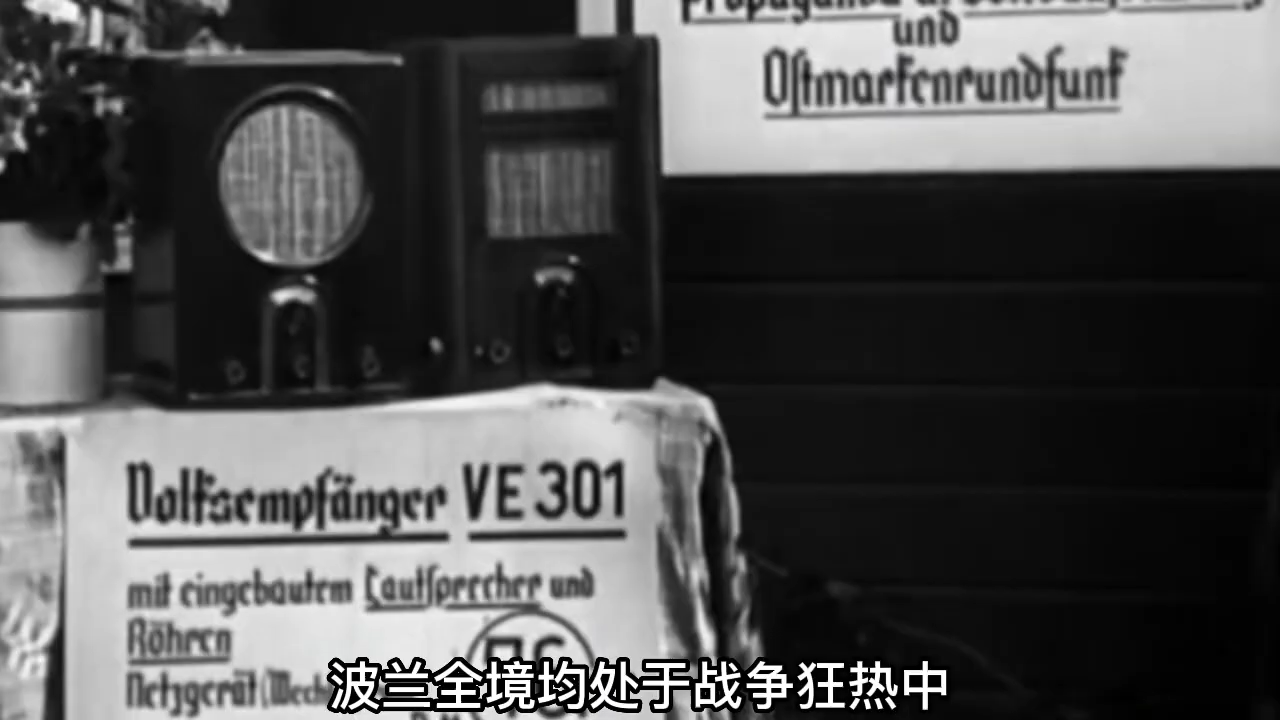 und
Ostmarkenrundfunk
Volksempfänger VE 301
mit eingebautem Lautsprecher und
Röhren
Netzgerät
波兰全境均处于战争狂热中